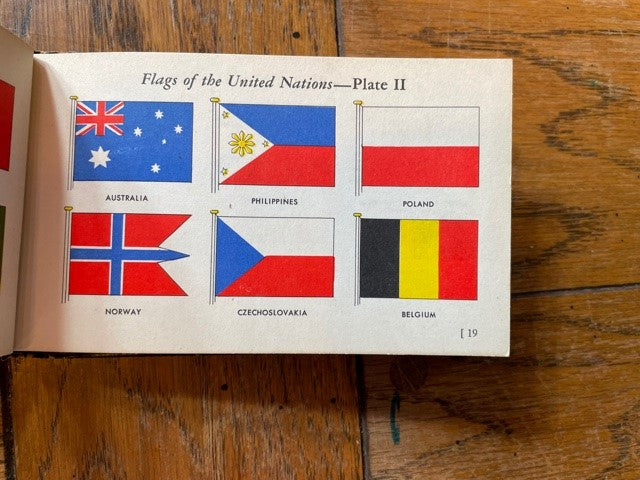 Flags of the United Nations—Plate II
AUSTRALIA
PHILIPPINES
POLAND
NORWAY
CZECHOSLOVAKIA
BELGIUM
[ 19